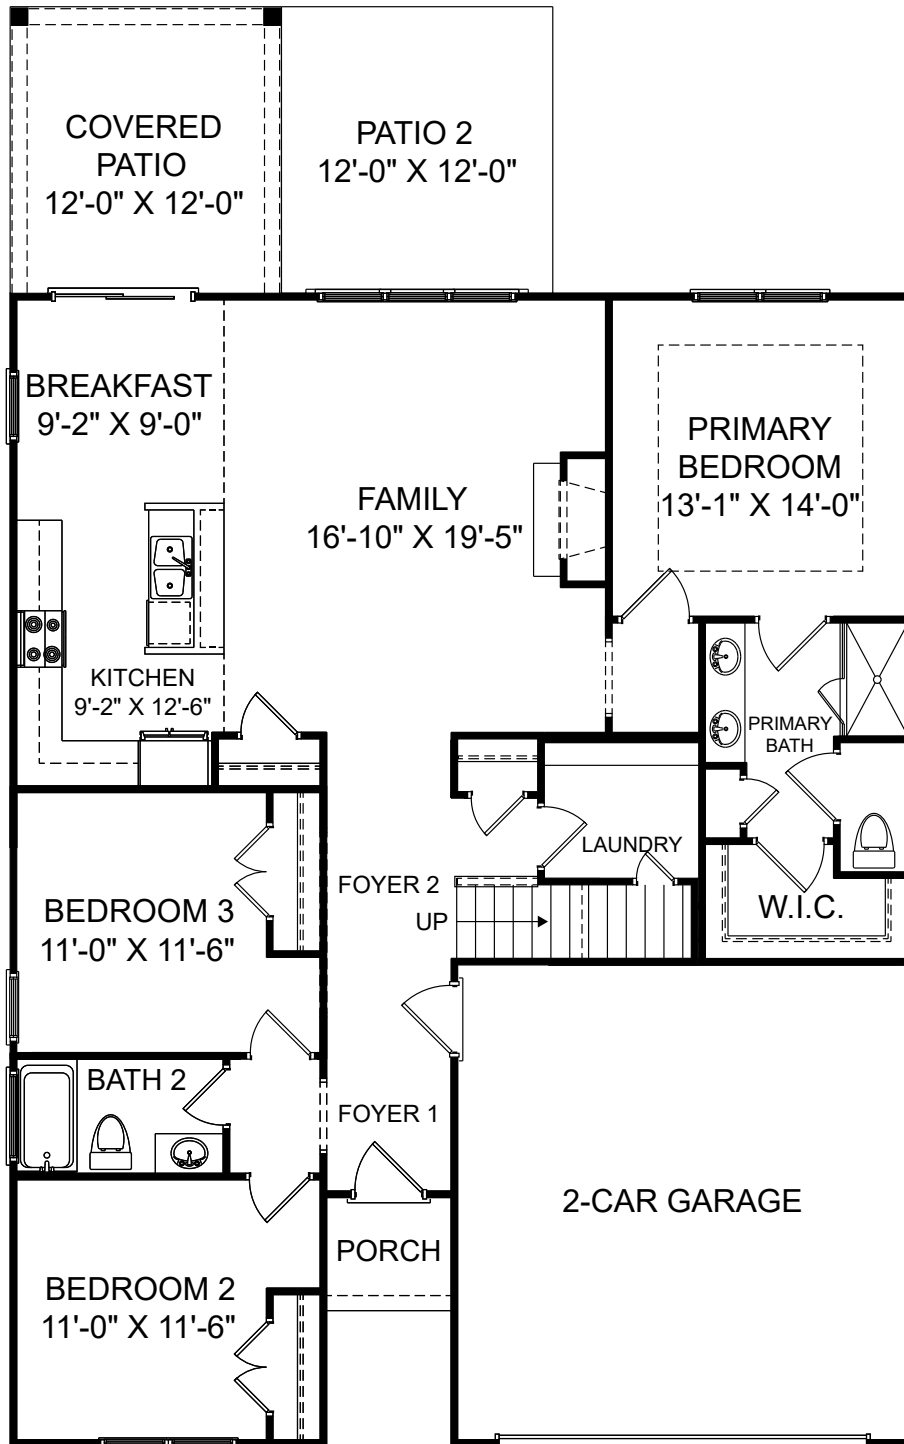 COVERED
PATIO
12'-0" X 12'-0"
PATIO 2
12'-0" X 12'-0"
BREAKFAST
9'-2" X 9'-0"
FAMILY
16'-10" X 19'-5"
PRIMARY
BEDROOM
13'-1" X 14'-0"
KITCHEN
9'-2" X 12'-6"
PRIMARY
BATH
LAUNDRY
W.I.C.
FOYER 2
UP
BEDROOM 3
11'-0" X 11'-6"
BATH 2
FOYER 1
2-CAR GARAGE
PORCH
BEDROOM 2
11'-0" X 11'-6"